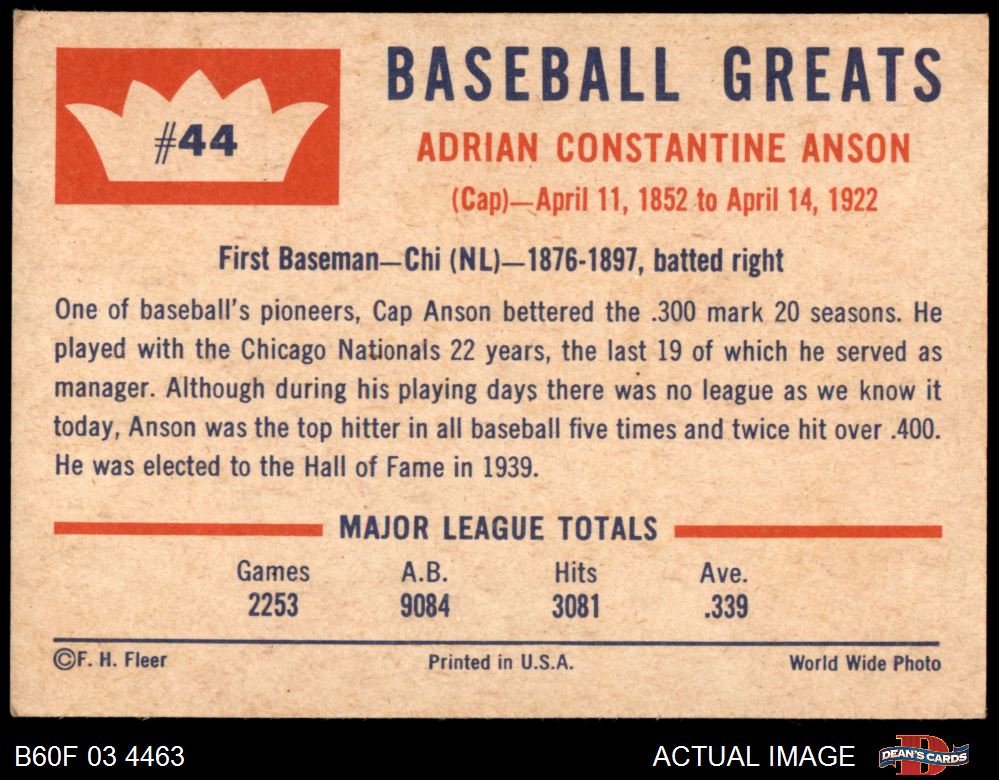 #44
BASEBALL GREATS
ADRIAN CONSTANTINE ANSON
(Cap)—April 11, 1852 to April 14, 1922
First Baseman—Chi (NL)—1876-1897, batted right
One of baseball's pioneers, Cap Anson bettered the .300 mark 20 seasons. He
played with the Chicago Nationals 22 years, the last 19 of which he served as
manager. Although during his playing days there was no league as we know it
today, Anson was the top hitter in all baseball five times and twice hit over .400.
He was elected to the Hall of Fame in 1939.
MAJOR LEAGUE TOTALS
Games A.B. Hits Ave.
2253 9084 3081 .339
©F. H. Fleer Printed in U.S.A. World Wide Photo
B60F 03 4463 ACTUAL IMAGE DEAN'S CARDS